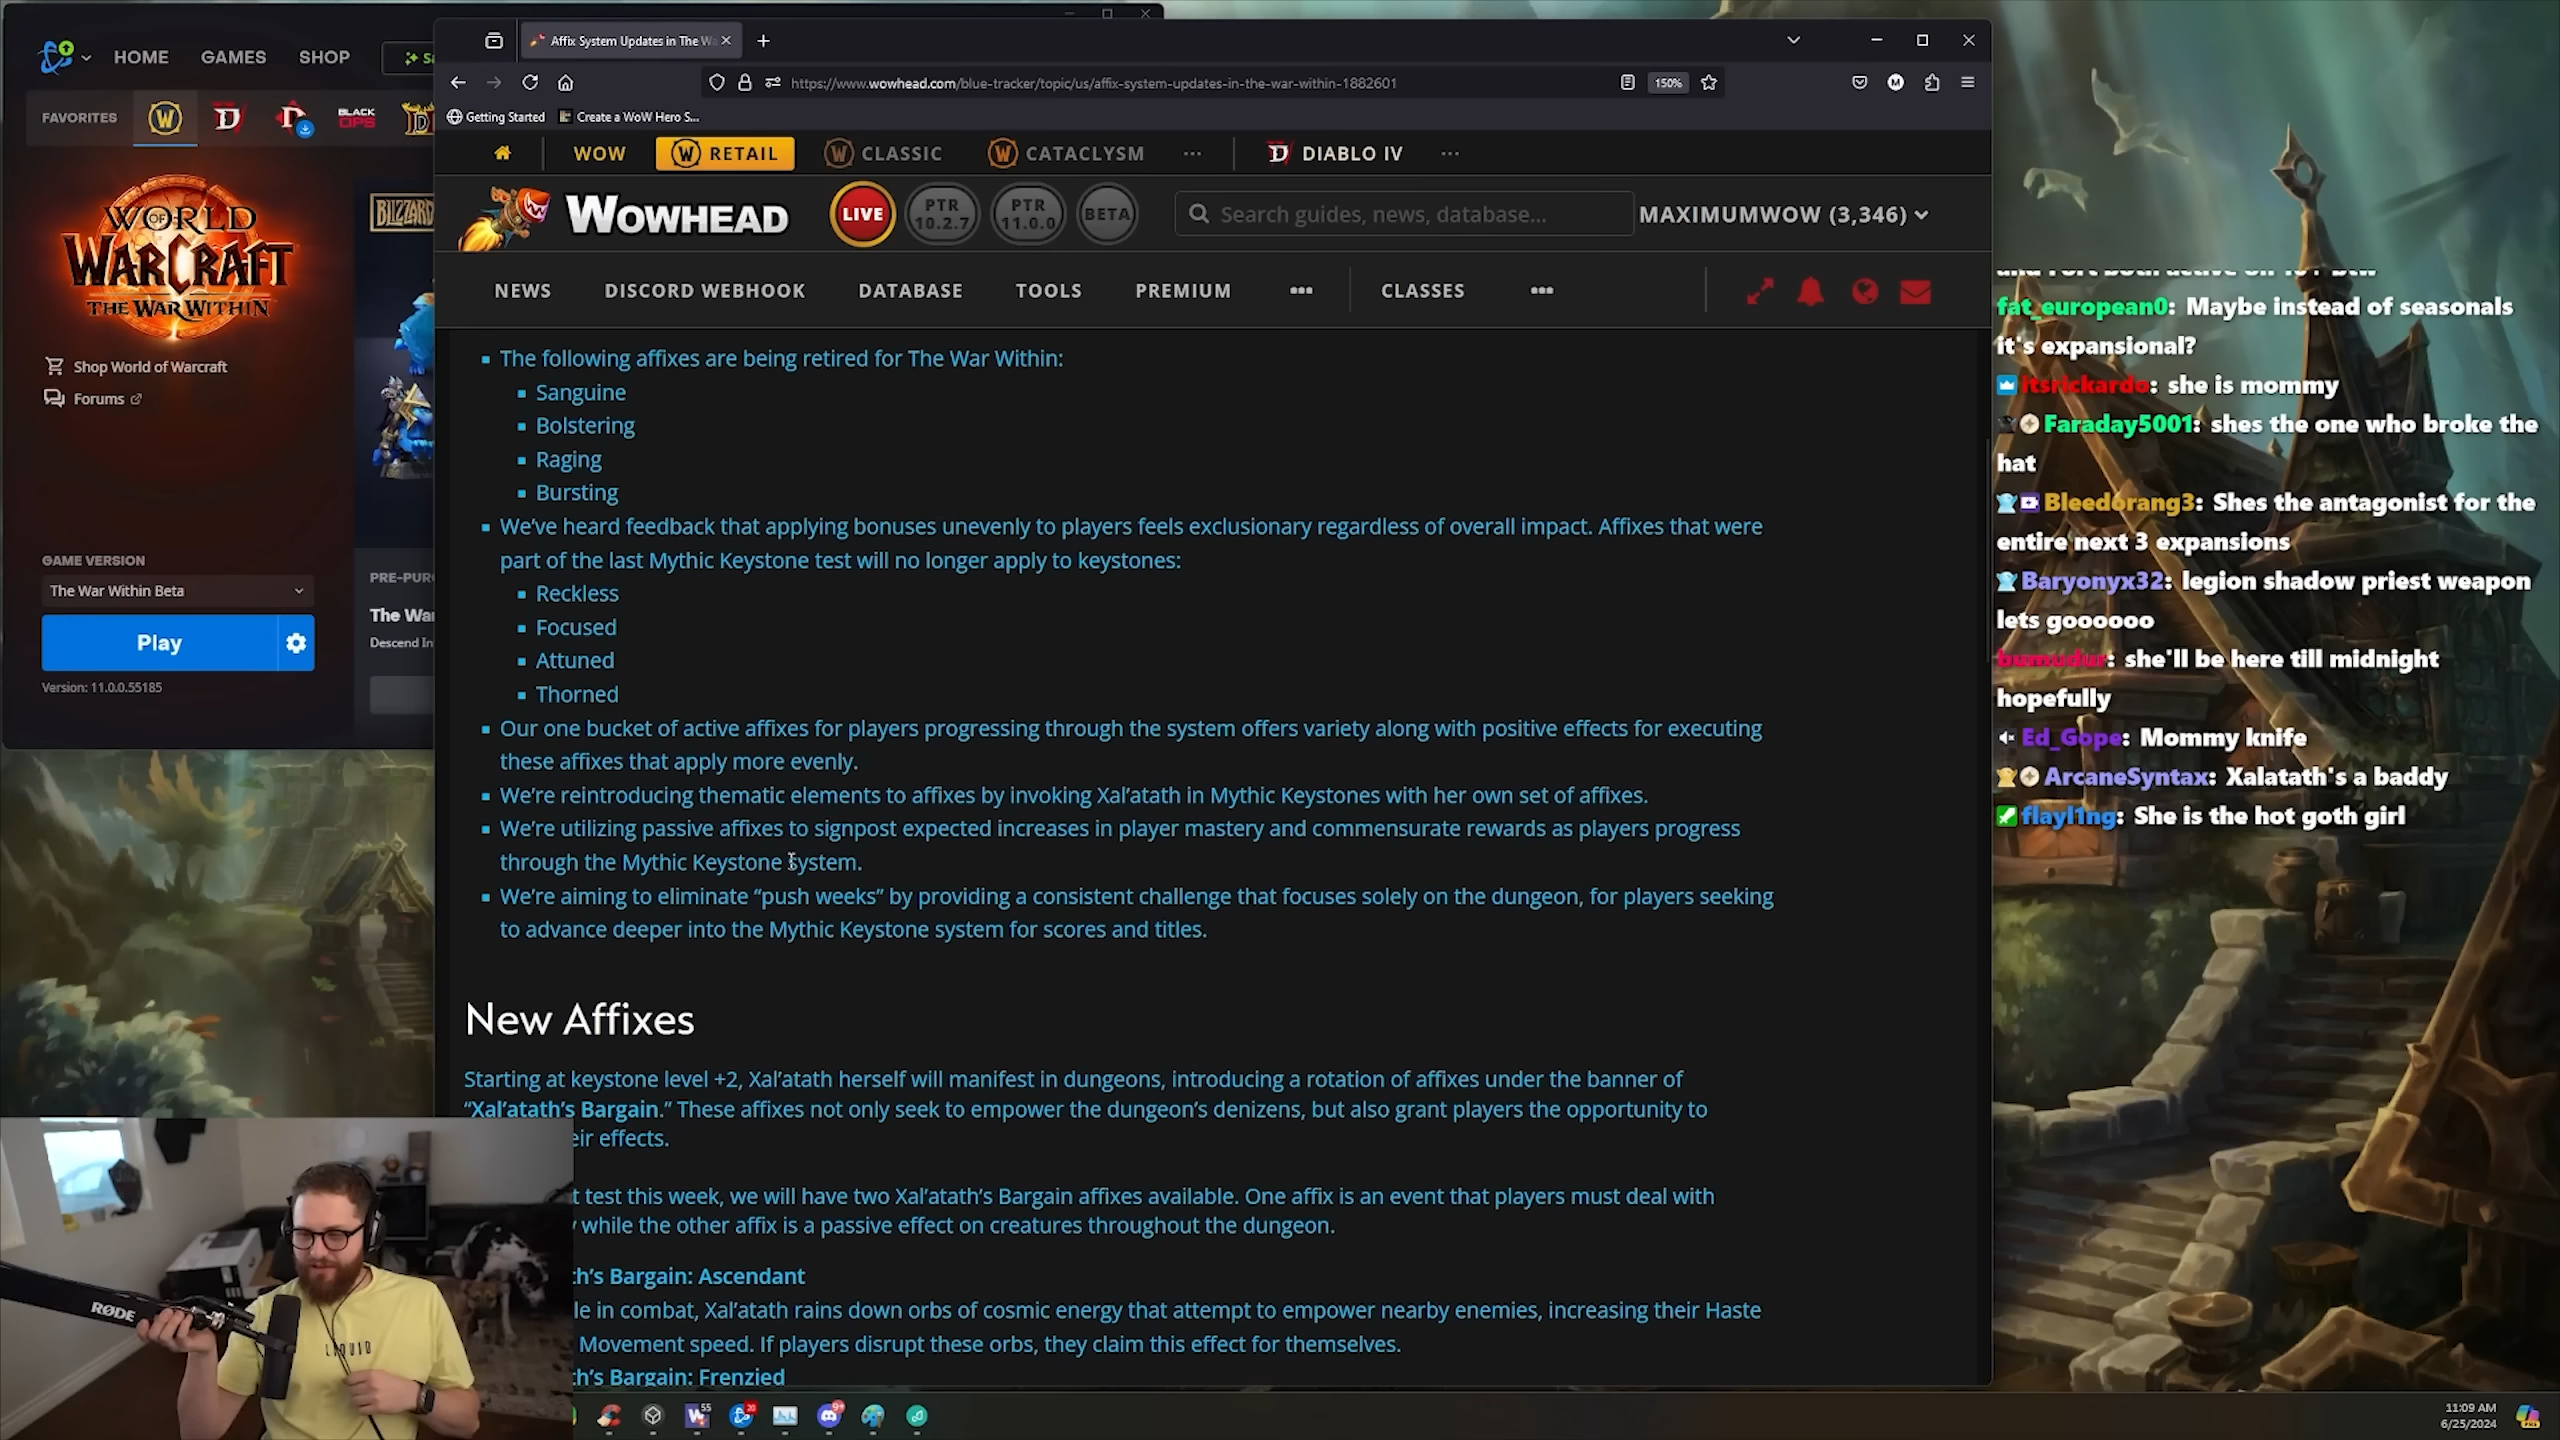 HOME GAMES SHOP
FAVORITES
BLACK OPS
WORLD OF WARCRAFT
THE WAR WITHIN
Shop World of Warcraft
Forums
GAME VERSION
The War Within Beta
Play
Version: 11.0.0.55185
BLIZZARD
PRE-PUR
The War
Descend In
Affix System Updates in The W
https://www.wowhead.com/blue-tracker/topic/us/affix-system-updates-in-the-war-within-1882601
150%
Getting Started Create a WoW Hero S...
WOW RETAIL CLASSIC CATACLYSM ... DIABLO IV ...
WOWHEAD LIVE PTR 10.2.7 PTR 11.0.0 BETA Search guides, news, database... MAXIMUMWOW (3,346)
NEWS DISCORD WEBHOOK DATABASE TOOLS PREMIUM ... CLASSES ...
The following affixes are being retired for The War Within:
Sanguine
Bolstering
Raging
Bursting
We've heard feedback that applying bonuses unevenly to players feels exclusionary regardless of overall impact. Affixes that were
part of the last Mythic Keystone test will no longer apply to keystones:
Reckless
Focused
Attuned
Thorned
Our one bucket of active affixes for players progressing through the system offers variety along with positive effects for executing
these affixes that apply more evenly.
We're reintroducing thematic elements to affixes by invoking Xal'atath in Mythic Keystones with her own set of affixes.
We're utilizing passive affixes to signpost expected increases in player mastery and commensurate rewards as players progress
through the Mythic Keystone system.
We're aiming to eliminate “push weeks” by providing a consistent challenge that focuses solely on the dungeon, for players seeking
to advance deeper into the Mythic Keystone system for scores and titles.
New Affixes
Starting at keystone level +2, Xal'atath herself will manifest in dungeons, introducing a rotation of affixes under the banner of
“Xal'atath's Bargain.” These affixes not only seek to empower the dungeon's denizens, but also grant players the opportunity to
eir effects.
t test this week, we will have two Xal'atath's Bargain affixes available. One affix is an event that players must deal with
while the other affix is a passive effect on creatures throughout the dungeon.
h's Bargain: Ascendant
le in combat, Xal'atath rains down orbs of cosmic energy that attempt to empower nearby enemies, increasing their Haste
Movement speed. If players disrupt these orbs, they claim this effect for themselves.
h's Bargain: Frenzied
fat_european0: Maybe instead of seasonals
it's expansional?
itsrickardo: she is mommy
Faraday5001: shes the one who broke the
hat
Bleedorang3: Shes the antagonist for the
entire next 3 expansions
Baryonyx32: legion shadow priest weapon
lets goooooo
bumudur: she'll be here till midnight
hopefully
Ed_Gope: Mommy knife
ArcaneSyntax: Xalatath's a baddy
flayl1ng: She is the hot goth girl
RØDE
LIQUID
11:09 AM
6/25/2024